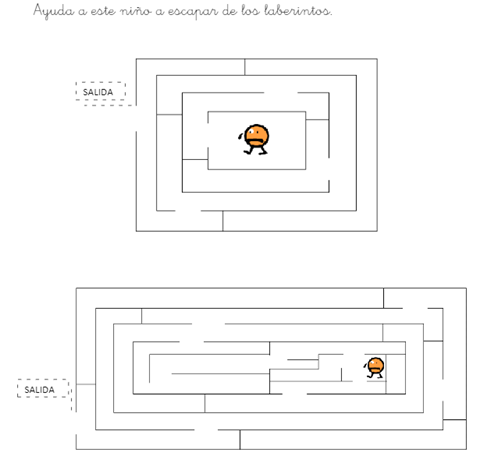 Ayuda a este niño a escapar de los laberintos.
SALIDA
SALIDA